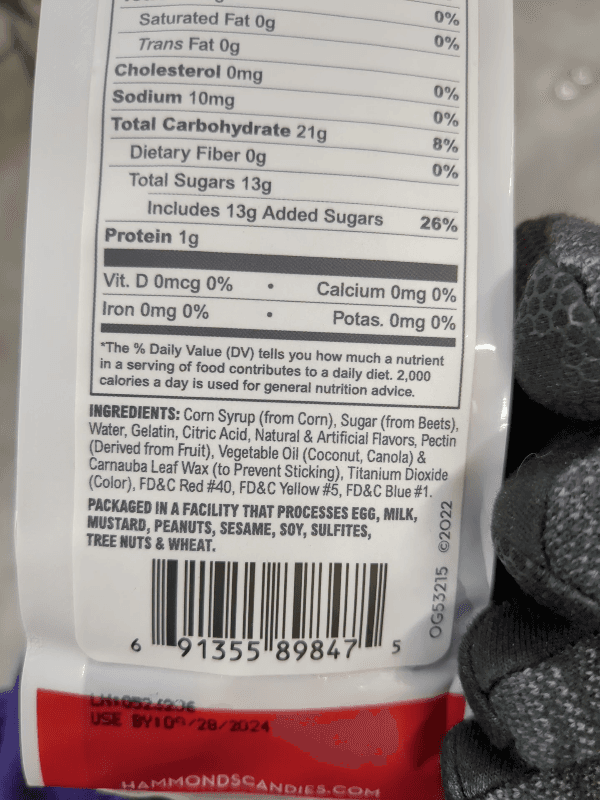 Saturated Fat 0g 0%
Trans Fat 0g 0%
Cholesterol 0mg 0%
Sodium 10mg 0%
Total Carbohydrate 21g 8%
Dietary Fiber 0g 0%
Total Sugars 13g
Includes 13g Added Sugars 26%
Protein 1g
Vit. D 0mcg 0% • Calcium 0mg 0%
Iron 0mg 0% • Potas. 0mg 0%
*The % Daily Value (DV) tells you how much a nutrient
in a serving of food contributes to a daily diet. 2,000
calories a day is used for general nutrition advice.
INGREDIENTS: Corn Syrup (from Corn), Sugar (from Beets),
Water, Gelatin, Citric Acid, Natural & Artificial Flavors, Pectin
(Derived from Fruit), Vegetable Oil (Coconut, Canola) &
Carnauba Leaf Wax (to Prevent Sticking), Titanium Dioxide
(Color), FD&C Red #40, FD&C Yellow #5, FD&C Blue #1.
PACKAGED IN A FACILITY THAT PROCESSES EGG, MILK,
MUSTARD, PEANUTS, SESAME, SOY, SULFITES,
TREE NUTS & WHEAT.
OG53215 ©2022
6 91355 89847 5
USE BY
HAMMONDSCANDIES.COM